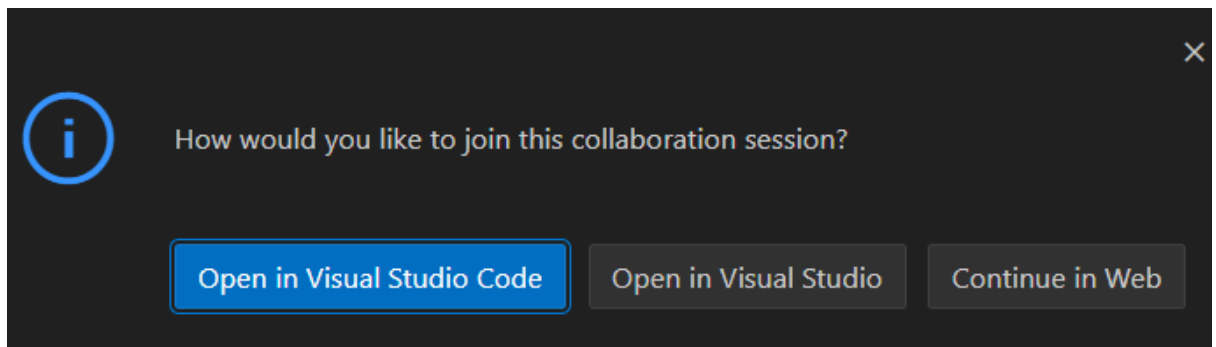 How would you like to join this collaboration session?
Open in Visual Studio Code Open in Visual Studio Continue in Web